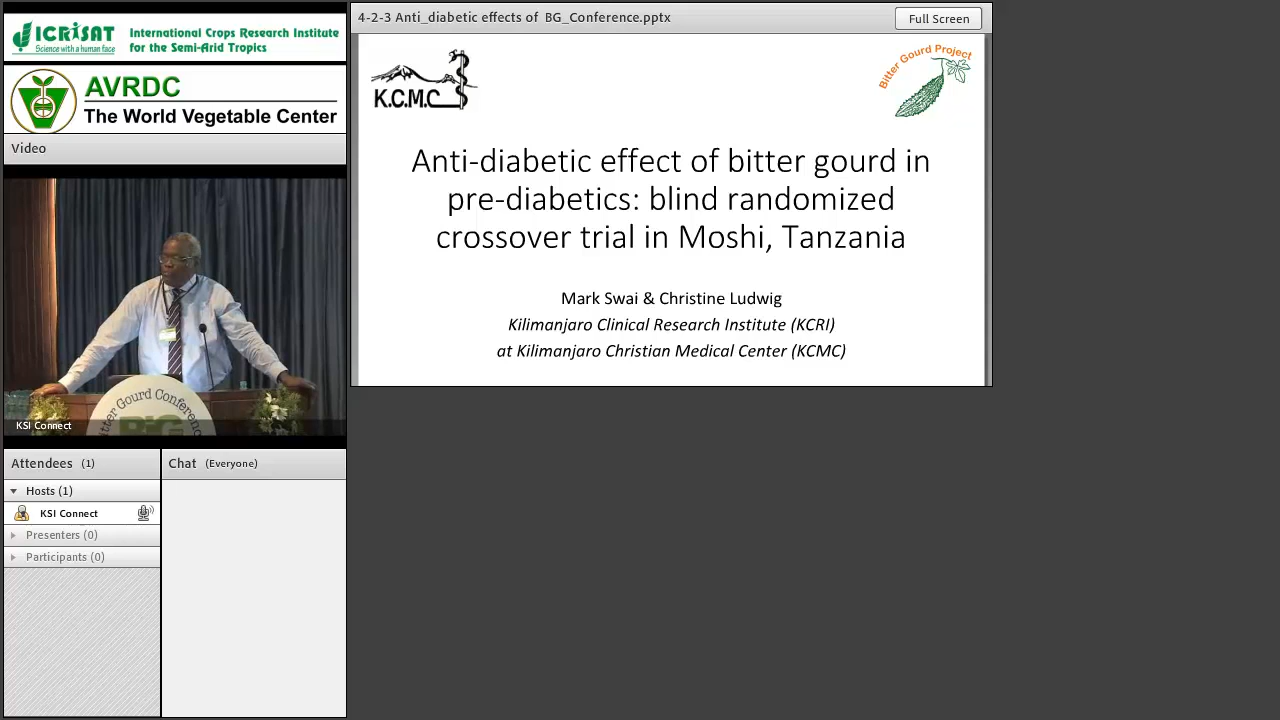 ICRISAT
Science with a human face
International Crops Research Institute
for the Semi-Arid Tropics
AVRDC
The World Vegetable Center
Video
Bitter Gourd Conference
BiG
KSI Connect
Attendees (1)
Hosts (1)
KSI Connect
Presenters (0)
Participants (0)
Chat (Everyone)
4-2-3 Anti_diabetic effects of BG_Conference.pptx
Full Screen
K.C.M.C
Bitter Gourd Project
Anti-diabetic effect of bitter gourd in
pre-diabetics: blind randomized
crossover trial in Moshi, Tanzania
Mark Swai & Christine Ludwig
Kilimanjaro Clinical Research Institute (KCRI)
at Kilimanjaro Christian Medical Center (KCMC)